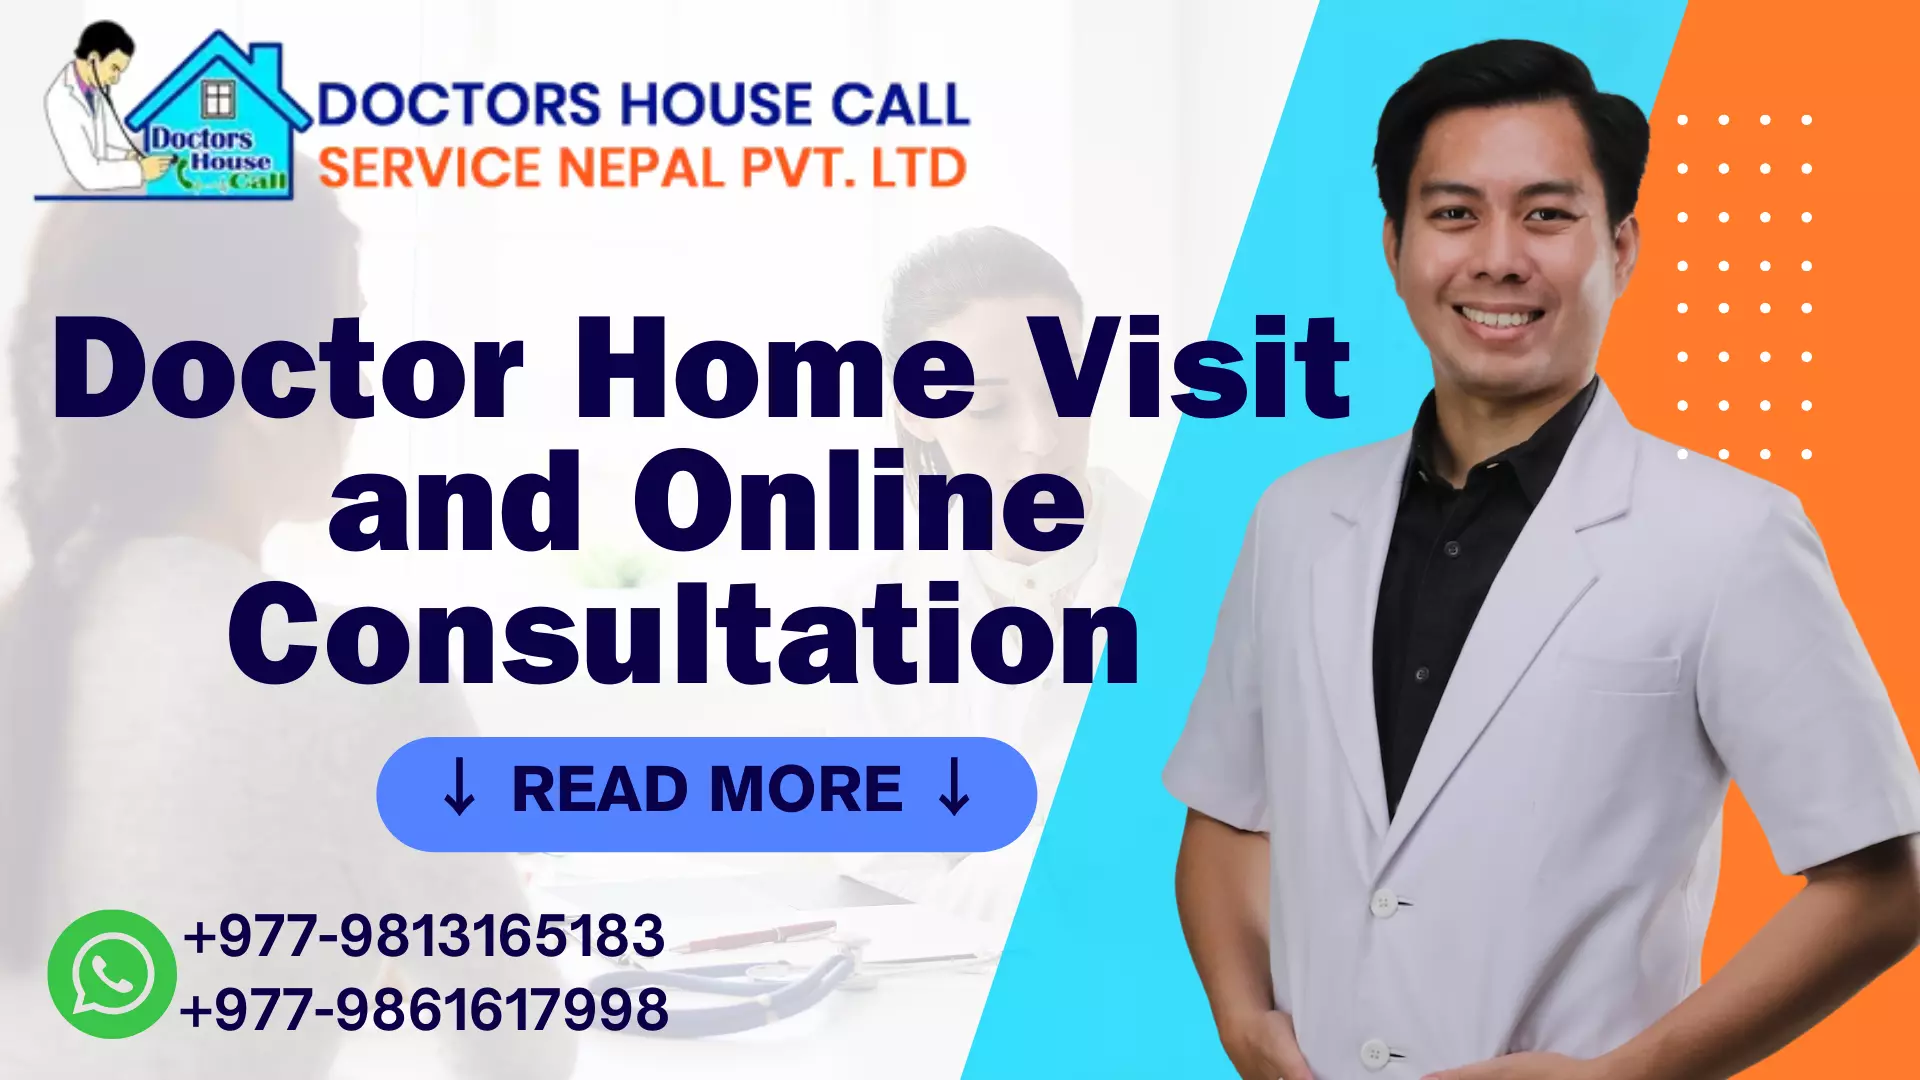 Doctors
House
Call
DOCTORS HOUSE CALL
SERVICE NEPAL PVT. LTD
Doctor Home Visit
and Online
Consultation
↓ READ MORE ↓
+977-9813165183
+977-9861617998